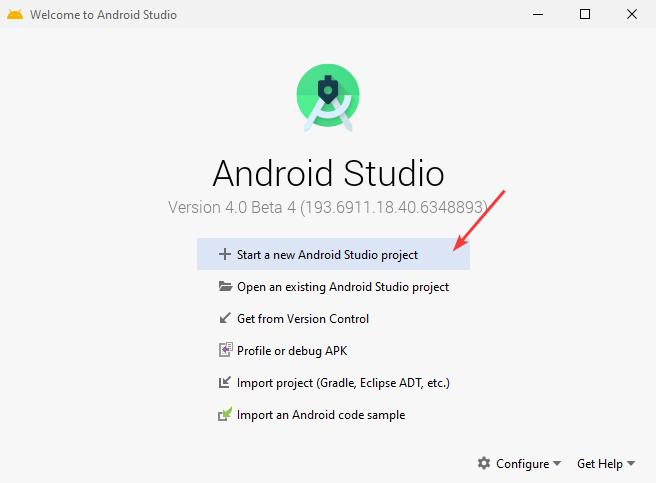 Welcome to Android Studio
Android Studio
Version 4.0 Beta 4 (193.6911.18.40.6348893)
Start a new Android Studio project
Open an existing Android Studio project
Get from Version Control
Profile or debug APK
Import project (Gradle, Eclipse ADT, etc.)
Import an Android code sample
Configure Get Help